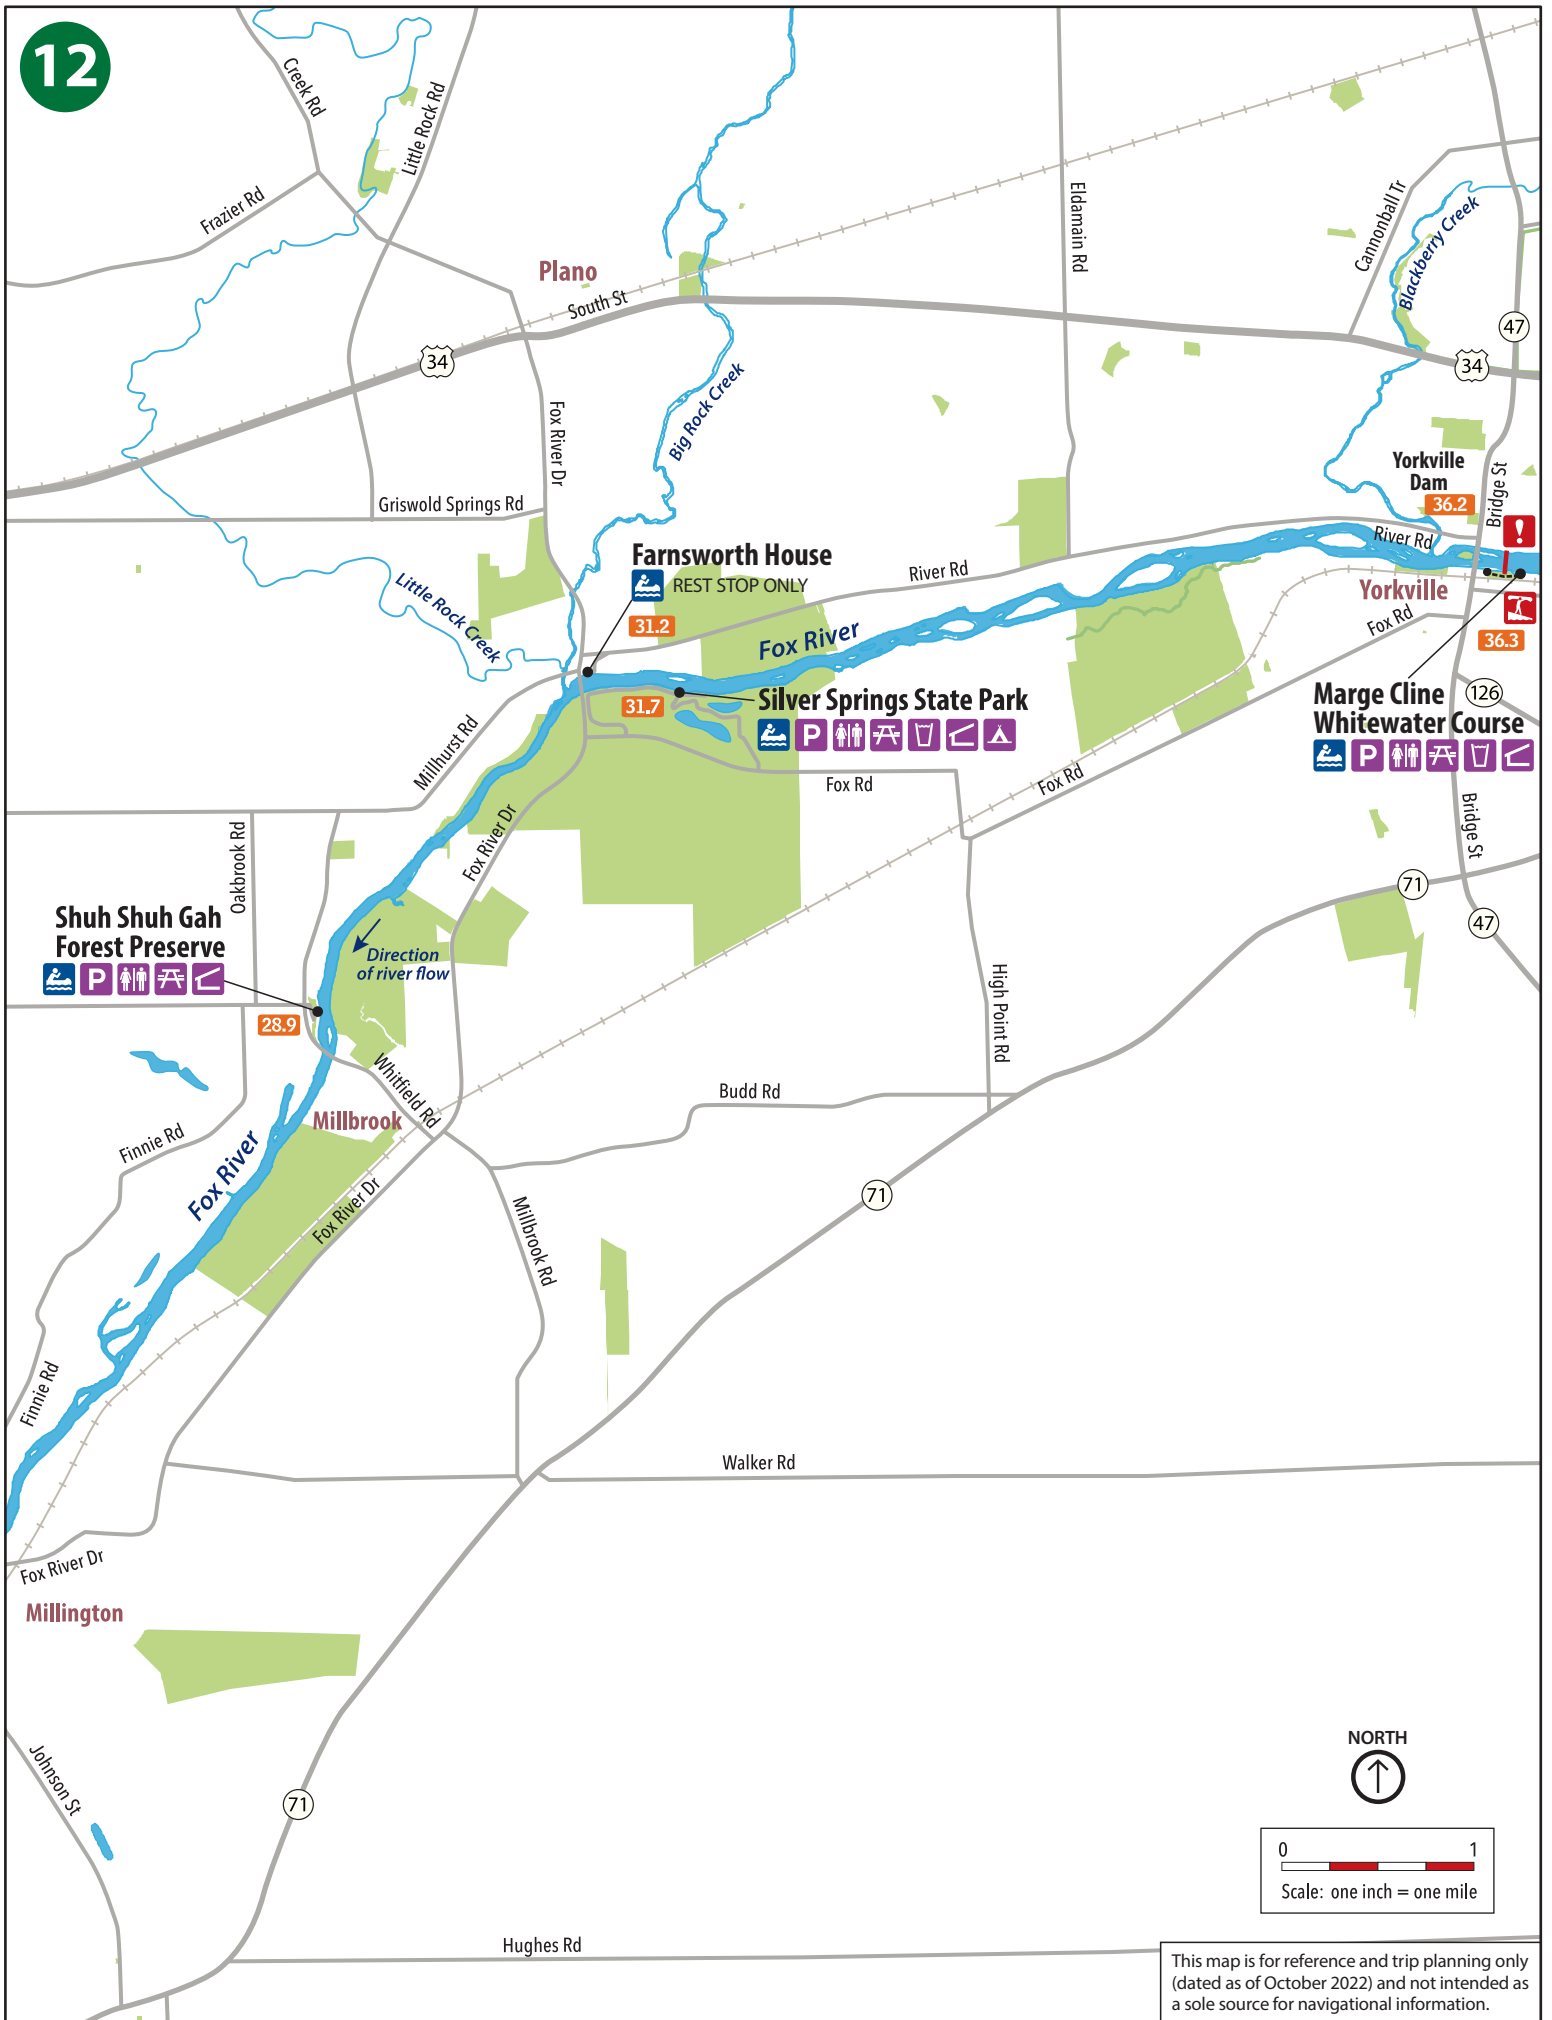 12
Creek Rd
Little Rock Rd
Frazier Rd
Plano
South St
34
Eldamain Rd
Cannonball Tr
Blackberry Creek
47
34
Big Rock Creek
Fox River Dr
Griswold Springs Rd
Yorkville
Dam
36.2
Bridge St
!
River Rd
Farnsworth House
REST STOP ONLY
31.2
River Rd
Little Rock Creek
Fox River
Yorkville
Fox Rd
36.3
31.7
Silver Springs State Park
P
126
Marge Cline
Whitewater Course
P
Millhurst Rd
Fox Rd
Fox Rd
Bridge St
Oakbrook Rd
Fox River Dr
71
47
Shuh Shuh Gah
Forest Preserve
P
Direction
of river flow
28.9
High Point Rd
Whitfield Rd
Millbrook
Budd Rd
Finnie Rd
Fox River
Fox River Dr
71
Millbrook Rd
Finnie Rd
Walker Rd
Fox River Dr
Millington
Johnson St
71
NORTH
0 1
Scale: one inch = one mile
Hughes Rd
This map is for reference and trip planning only
(dated as of October 2022) and not intended as
a sole source for navigational information.